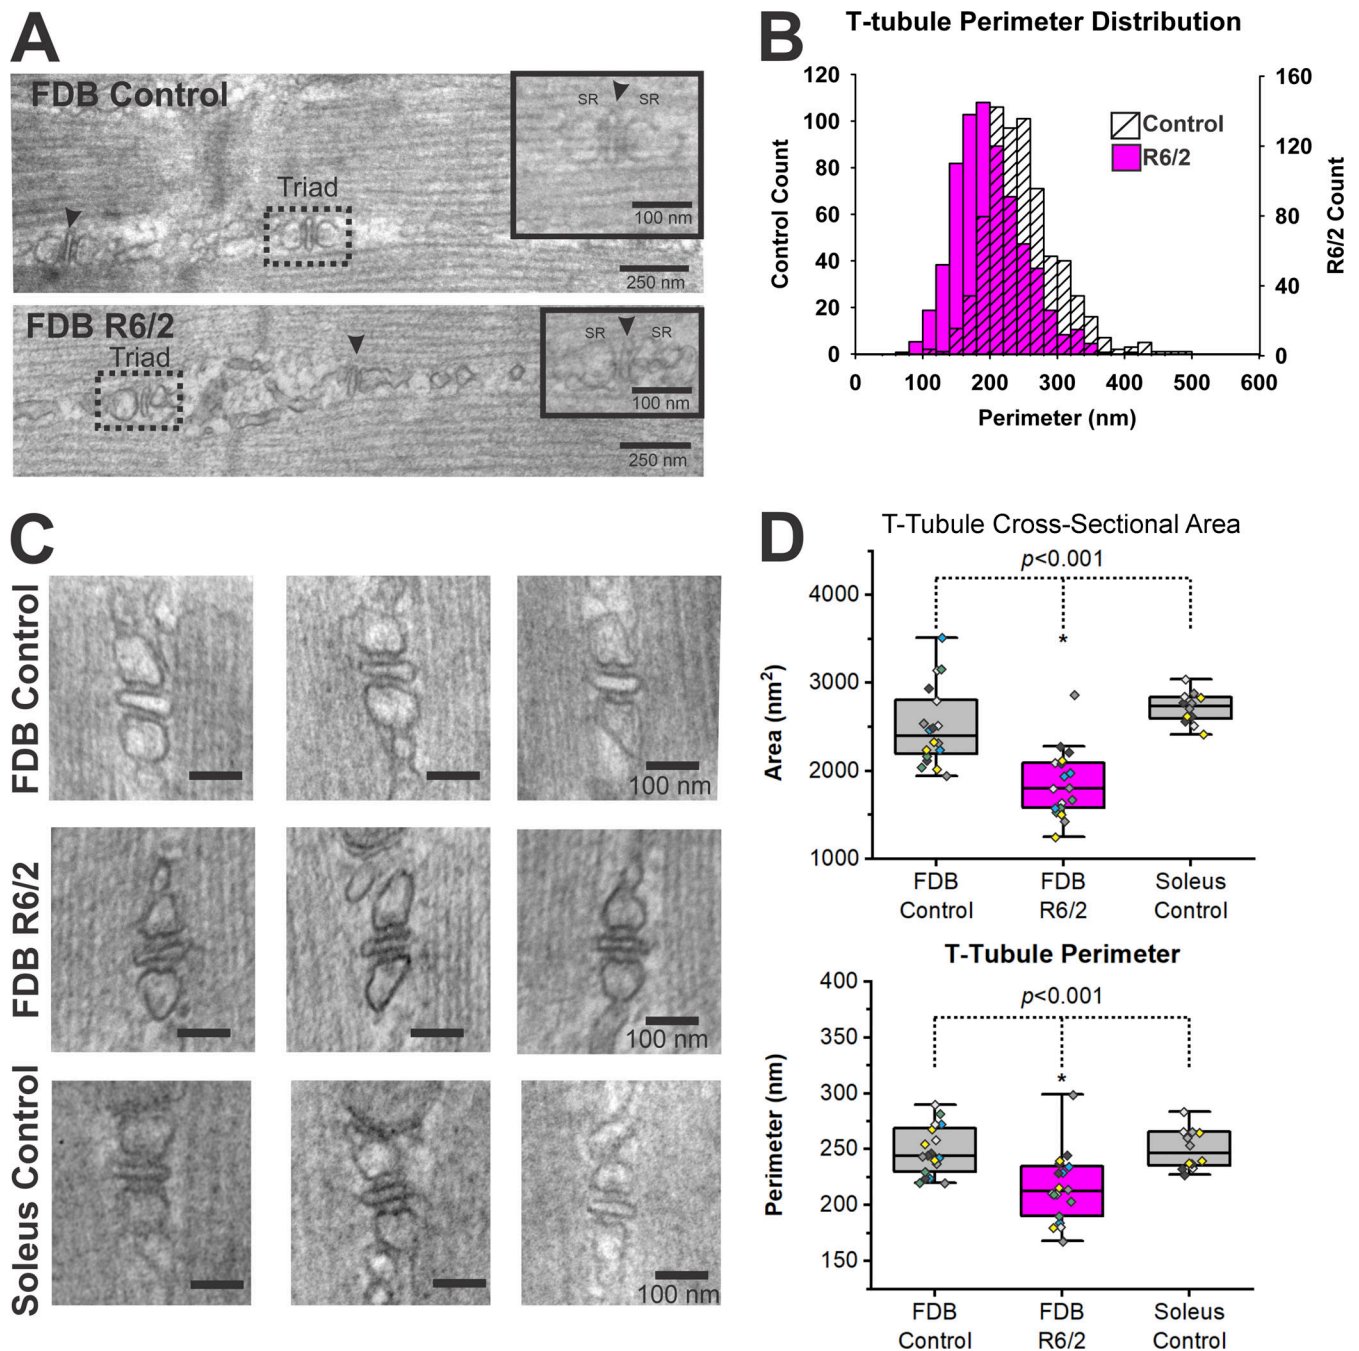 A
FDB Control
Triad
SR SR
100 nm
250 nm
FDB R6/2
Triad
SR SR
100 nm
250 nm
B
T-tubule Perimeter Distribution
Control Count
120
100
80
60
40
20
0
Control
R6/2
160
120
80
40
0
R6/2 Count
0 100 200 300 400 500 600
Perimeter (nm)
C
FDB Control
100 nm
FDB R6/2
100 nm
Soleus Control
100 nm
D
T-Tubule Cross-Sectional Area
p<0.001
*
Area (nm²)
4000
3000
2000
1000
FDB Control
FDB R6/2
Soleus Control
T-Tubule Perimeter
p<0.001
*
Perimeter (nm)
400
350
300
250
200
150
FDB Control
FDB R6/2
Soleus Control